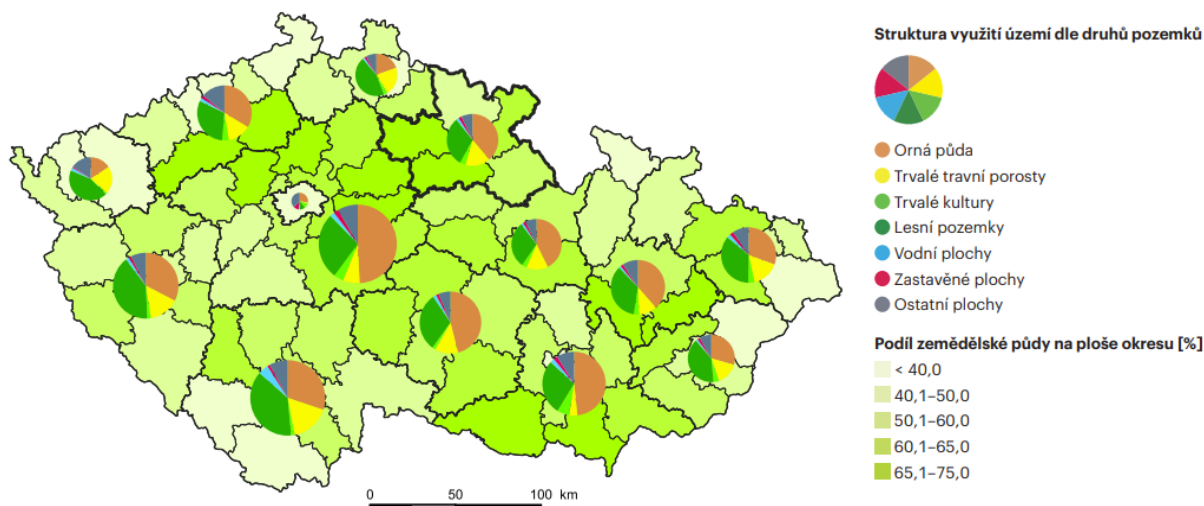 Struktura využití území dle druhů pozemků
Orná půda
Trvalé travní porosty
Trvalé kultury
Lesní pozemky
Vodní plochy
Zastavěné plochy
Ostatní plochy
Podíl zemědělské půdy na ploše okresu [%]
< 40,0
40,1–50,0
50,1–60,0
60,1–65,0
65,1–75,0
0 50 100 km